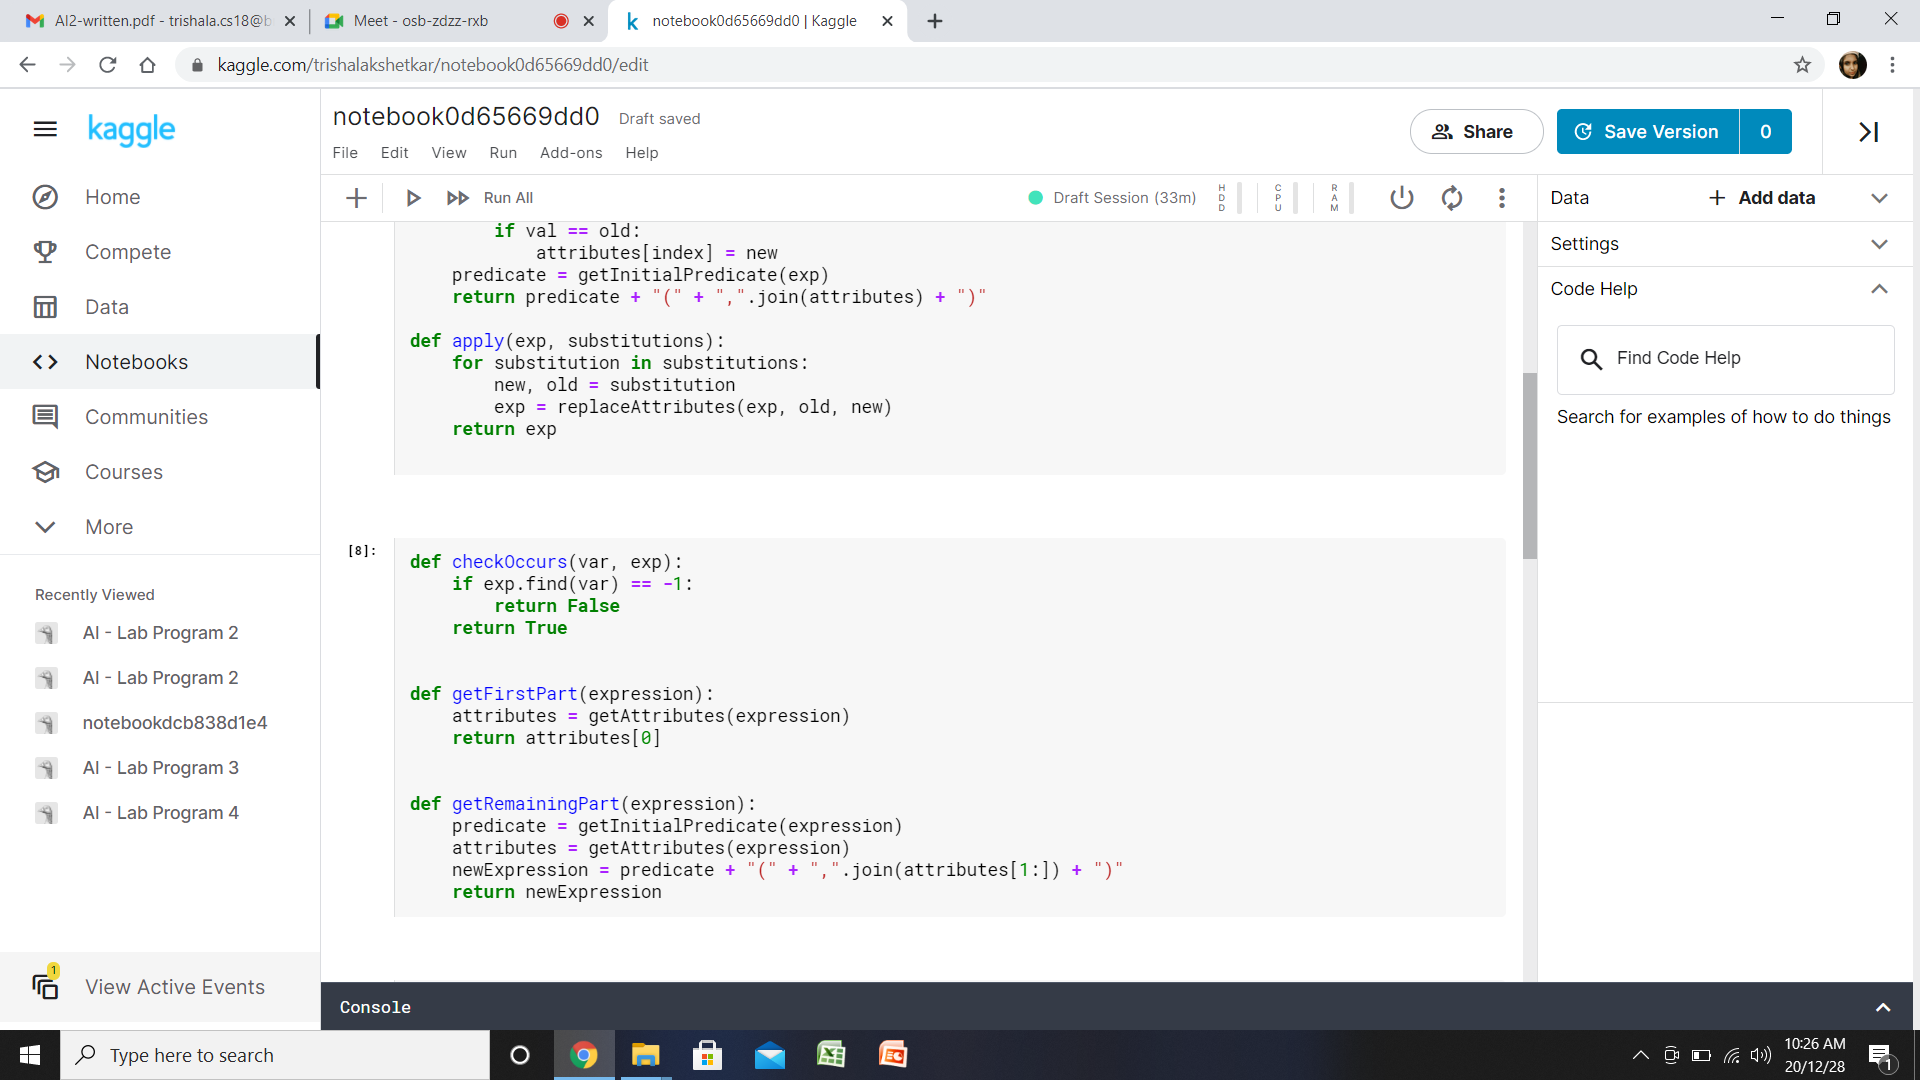 AI2-written.pdf - trishala.cs18@b
Meet - osb-zdzz-rxb
notebook0d65669dd0 | Kaggle
kaggle.com/trishalakshetkar/notebook0d65669dd0/edit
kaggle
Home
Compete
Data
Notebooks
Communities
Courses
More
Recently Viewed
AI - Lab Program 2
AI - Lab Program 2
notebookdcb838d1e4
AI - Lab Program 3
AI - Lab Program 4
1
View Active Events
notebook0d65669dd0 Draft saved
File Edit View Run Add-ons Help
Share
Save Version 0
Run All
Draft Session (33m) HDD CPU RAM
if val == old:
attributes[index] = new
predicate = getInitialPredicate(exp)
return predicate + "(" + ",".join(attributes) + ")"
def apply(exp, substitutions):
for substitution in substitutions:
new, old = substitution
exp = replaceAttributes(exp, old, new)
return exp
[8]:
def checkOccurs(var, exp):
if exp.find(var) == -1:
return False
return True
def getFirstPart(expression):
attributes = getAttributes(expression)
return attributes[0]
def getRemainingPart(expression):
predicate = getInitialPredicate(expression)
attributes = getAttributes(expression)
newExpression = predicate + "(" + ",".join(attributes[1:]) + ")"
return newExpression
Data
Add data
Settings
Code Help
Find Code Help
Search for examples of how to do things
Console
Type here to search
10:26 AM
20/12/28
1